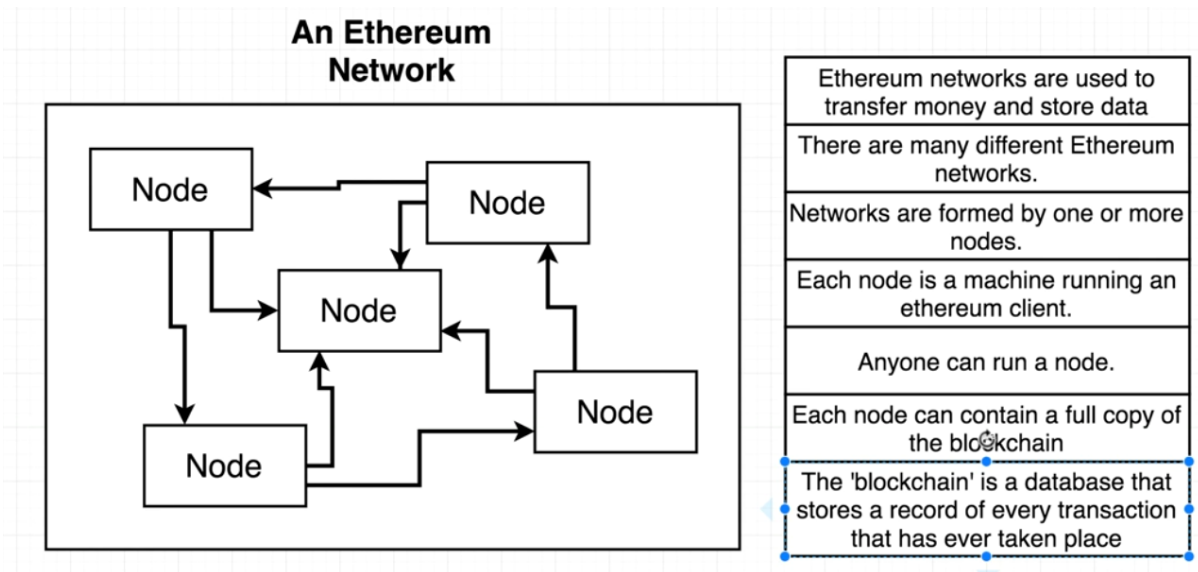 An Ethereum
Network
Node
Node
Node
Node
Node
Ethereum networks are used to
transfer money and store data
There are many different Ethereum
networks.
Networks are formed by one or more
nodes.
Each node is a machine running an
ethereum client.
Anyone can run a node.
Each node can contain a full copy of
the blockchain
The 'blockchain' is a database that
stores a record of every transaction
that has ever taken place